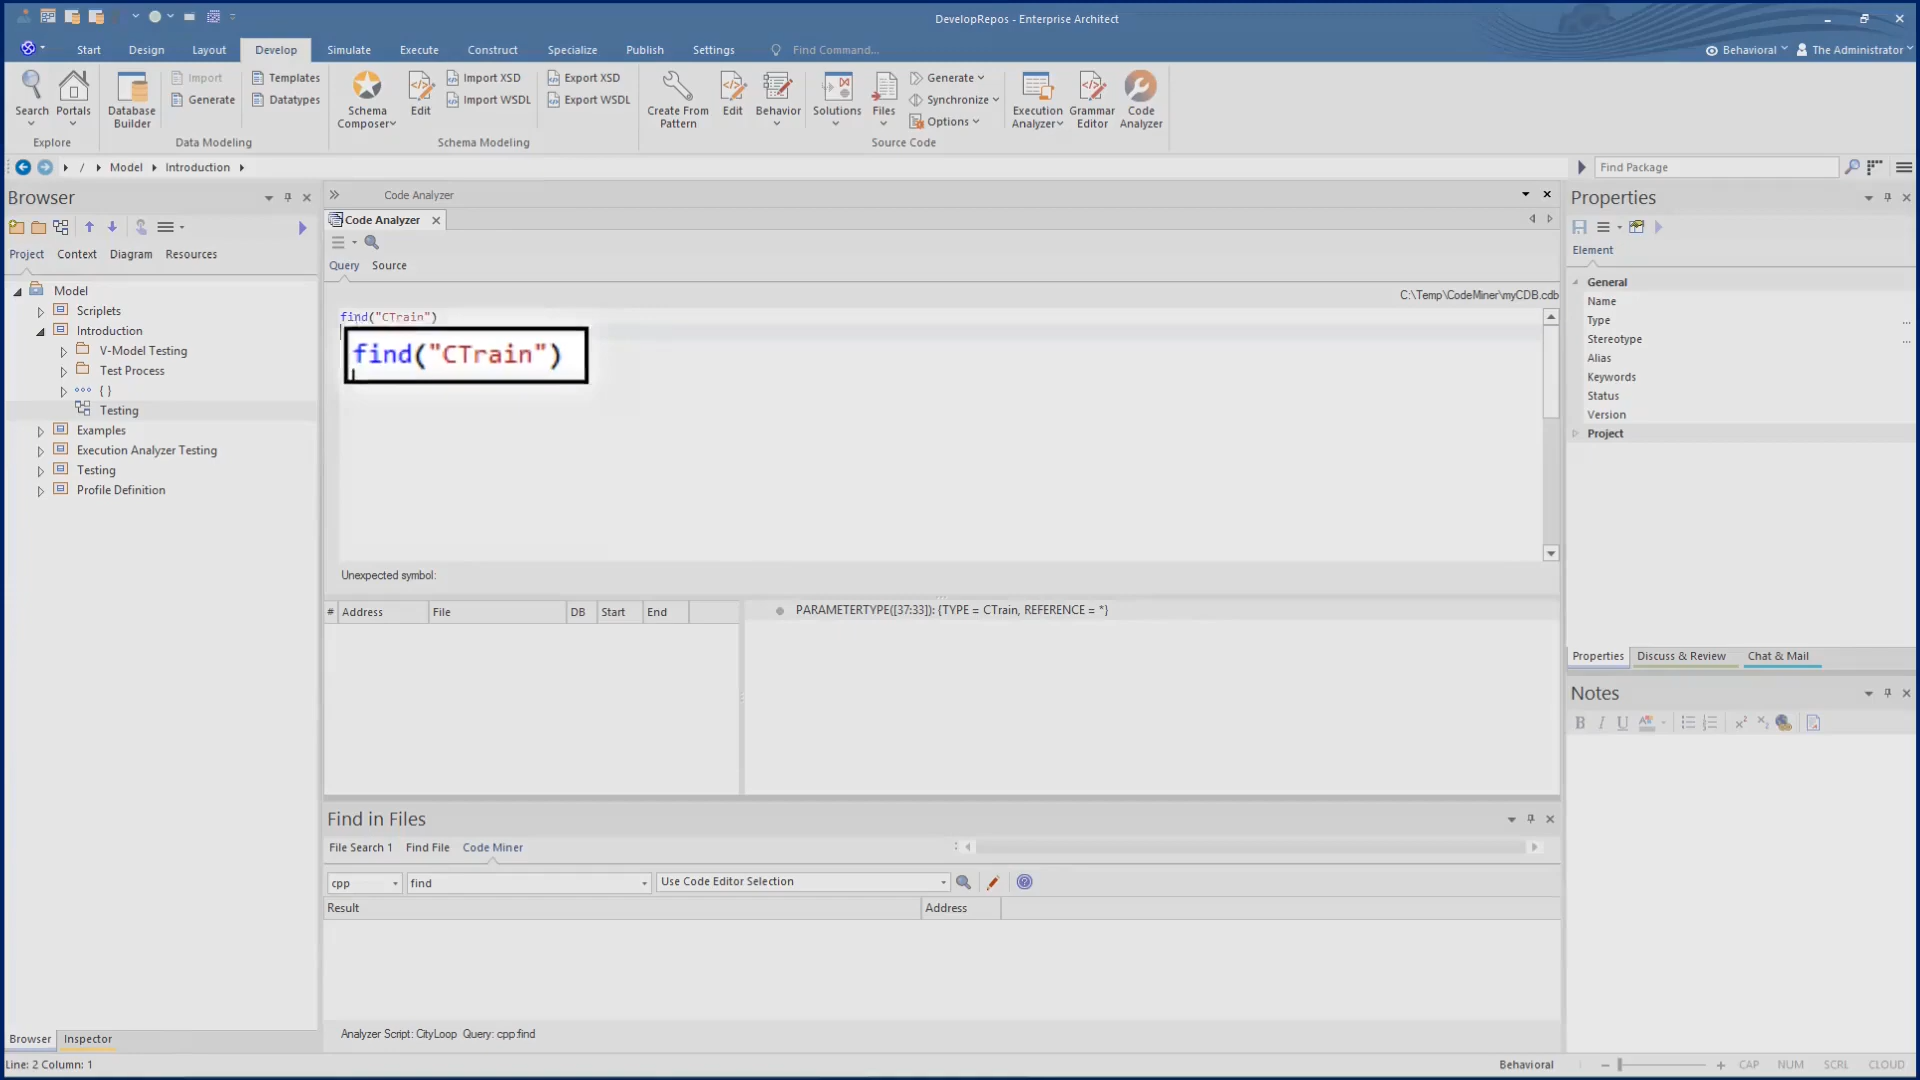 DevelopRepos - Enterprise Architect
Start Design Layout Develop Simulate Execute Construct Specialize Publish Settings Find Command... Behavioral The Administrator
Search Portals
Explore
Database Builder
Import
Generate
Templates
Datatypes
Data Modeling
Schema Composer
Edit
Import XSD
Import WSDL
Export XSD
Export WSDL
Schema Modeling
Create From Pattern
Edit
Behavior
Solutions
Files
Generate
Synchronize
Options
Source Code
Execution Analyzer
Grammar Editor
Code Analyzer
/ Model Introduction
Find Package
Browser
Project Context Diagram Resources
Model
Scriplets
Introduction
V-Model Testing
Test Process
{ }
Testing
Examples
Execution Analyzer Testing
Testing
Profile Definition
Browser Inspector
Code Analyzer
Code Analyzer
Query Source
C:\Temp\CodeMiner\myCDB.cdb
find("CTrain")
find("CTrain")
Unexpected symbol:
# Address File DB Start End
PARAMETERTYPE([37:33]): {TYPE = CTrain, REFERENCE = *}
Find in Files
File Search 1 Find File Code Miner
cpp find Use Code Editor Selection
Result Address
Analyzer Script: CityLoop Query: cpp:find
Properties
Element
General
Name
Type ...
Stereotype ...
Alias
Keywords
Status
Version
Project
Properties Discuss & Review Chat & Mail
Notes
B I U
Line: 2 Column: 1
Behavioral CAP NUM SCRL CLOUD